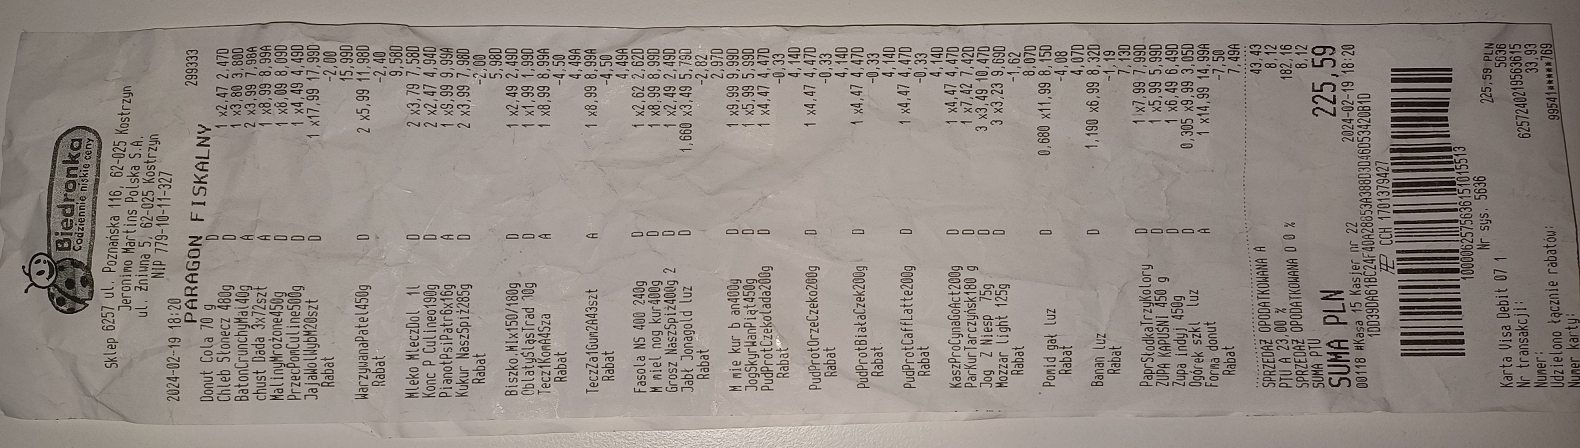 Biedronka
Codziennie niskie ceny
Sklep 6257 ul. Poznańska 116, 62-025 Kostrzyn
Jeronimo Martins Polska S.A.
ul. Żniwna 5, 62-025 Kostrzyn
NIP 779-10-11-327
2024-02-19 18:20 299333
PARAGON FISKALNY
Donut Cola 70 g D 1 x2,47 2,47D
Chleb Słonecz 480g D 1 x3,80 3,80D
BatonCrunchyMal40g A 2 x3,99 7,98A
chust Dada 3x72szt A 1 x8,99 8,99A
MalinyMrożone450g D 1 x8,09 8,09D
PrzecPomCulline500g D 1 x4,49 4,49D
JajaWolWybM20szt D 1 x17,99 17,99D
Rabat -2,00
15,99D
WarzywanaPatel450g D 2 x5,99 11,98D
Rabat -2,40
9,58D
Mleko MleczDol 1l D 2 x3,79 7,58D
Konc P Cullineo190g D 2 x2,47 4,94D
PianotPsiPatr6x16g A 1 x9,99 9,99A
Kukur NaszSpiż285g D 2 x3,99 7,98D
Rabat -2,00
5,98D
Biszko.Mix150/180g D 1 x2,49 2,49D
OblatyŚląsTrad 30g D 1 x1,99 1,99D
Tecz1KomA45za A 1 x8,99 8,99A
Rabat -4,50
4,49A
TeczZa1Gum2A43szt A 1 x8,99 8,99A
Rabat -4,50
4,49A
Fasola NS 400 240g D 1 x2,62 2,62D
M miel nog kur 400g D 1 x8,99 8,99D
Grosz NaszSpiż400g 2 D 1 x2,49 2,49D
Jabł Jonagold luz D 1,660 x3,49 5,79D
Rabat -2,82
2,97D
M mie kur b an400g D 1 x9,99 9,99D
JogSkyrWanPiąt450g D 1 x5,99 5,99D
PudProtCzekolada200g D 1 x4,47 4,47D
Rabat -0,33
4,14D
PudProtOrzeCzeko200g D 1 x4,47 4,47D
Rabat -0,33
4,14D
PudProtBiałaCzek200g D 1 x4,47 4,47D
Rabat -0,33
4,14D
PudProtCaffLatte200g D 1 x4,47 4,47D
Rabat -0,33
4,14D
KaszProCynaGoAct200g D 1 x4,47 4,47D
ParKurTarczyński180 g D 1 x7,42 7,42D
Jog Z Niesp 75g D 3 x3,49 10,47D
Mozzar light 125g D 3 x3,23 9,69D
Rabat -1,62
8,07D
Pomid gał luz D 0,680 x11,99 8,15D
Rabat -4,08
4,07D
Banan luz D 1,190 x6,99 8,32D
Rabat -1,19
7,13D
PaprSłodkaTrzyKolory D 1 x7,99 7,99D
ZUPA KAPUŚNI 450 g D 1 x5,99 5,99D
Zupa indyj 450g D 1 x6,49 6,49D
Ogórek szkl luz D 0,305 x9,99 3,05D
Forma donut A 1 x14,99 14,99A
Rabat -7,50
7,49A
SPRZEDAŻ OPODATKOWANA A 43,43
PTU A 23,00 % 8,12
SPRZEDAŻ OPODATKOWANA D 0 % 182,16
SUMA PTU 8,12
SUMA PLN 225,59
00118 #Kasa 15 Kasjer nr 22 2024-02-19 18:20
CCH 1701379427
Nr sys. 5636
Karta Visa Debit 07 1 225,59 PLN
Nr transakcji: 5636
Numer: 6257240219563615
Udzielono łącznie rabatów: 33,93
Numer karty: 99541******769